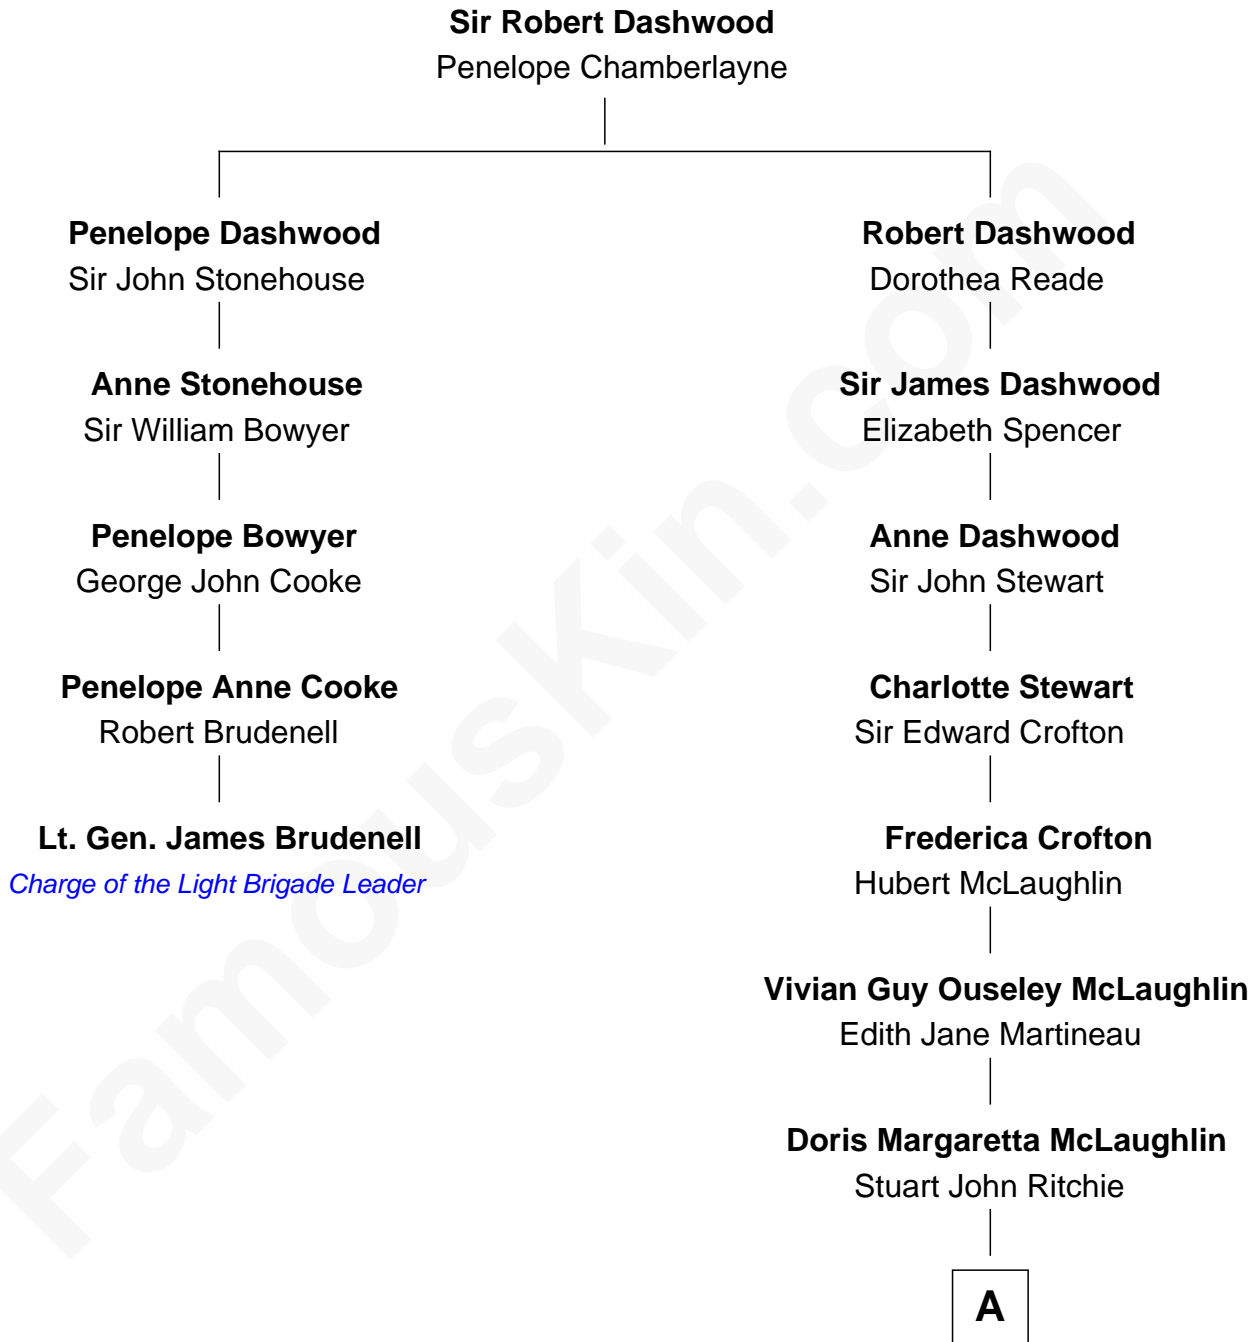 Sir Robert Dashwood
Penelope Chamberlayne
Penelope Dashwood
Sir John Stonehouse
Robert Dashwood
Dorothea Reade
Anne Stonehouse
Sir William Bowyer
Sir James Dashwood
Elizabeth Spencer
Penelope Bowyer
George John Cooke
Anne Dashwood
Sir John Stewart
Penelope Anne Cooke
Robert Brudenell
Charlotte Stewart
Sir Edward Crofton
Lt. Gen. James Brudenell
Charge of the Light Brigade Leader
Frederica Crofton
Hubert McLaughlin
Vivian Guy Ouseley McLaughlin
Edith Jane Martineau
Doris Margaretta McLaughlin
Stuart John Ritchie
A
FamousKin.com